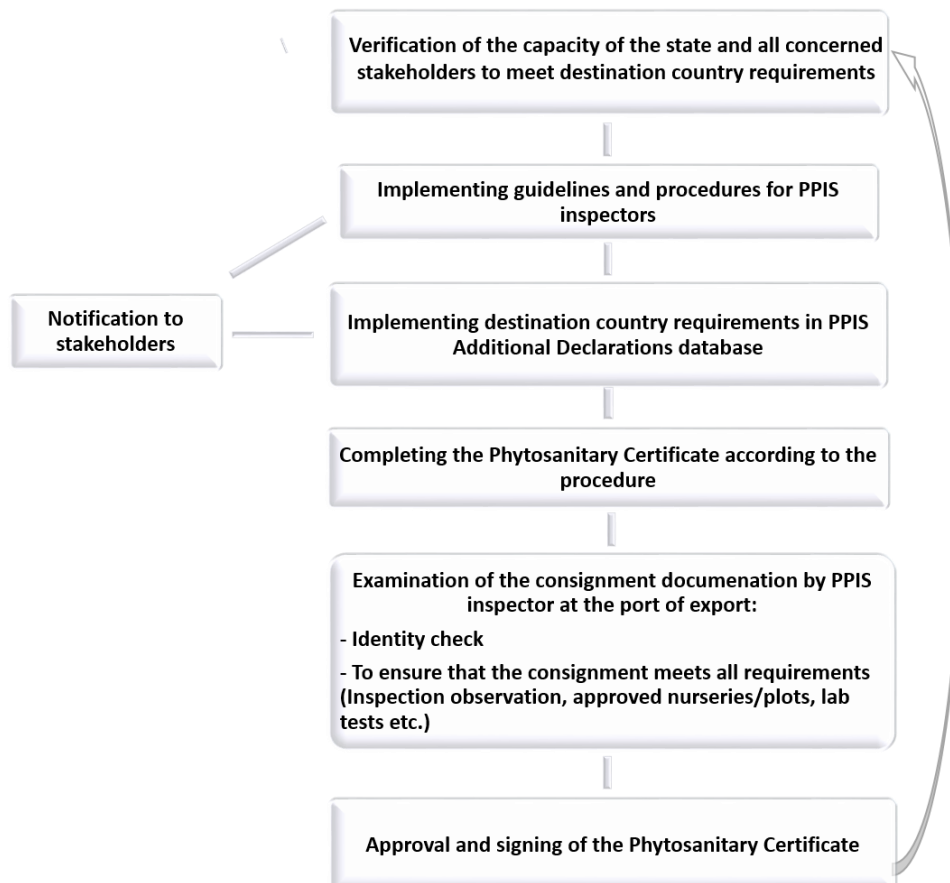 Verification of the capacity of the state and all concerned
stakeholders to meet destination country requirements
Implementing guidelines and procedures for PPIS
inspectors
Notification to
stakeholders
Implementing destination country requirements in PPIS
Additional Declarations database
Completing the Phytosanitary Certificate according to the
procedure
Examination of the consignment documenation by PPIS
inspector at the port of export:
- Identity check
- To ensure that the consignment meets all requirements
(Inspection observation, approved nurseries/plots, lab
tests etc.)
Approval and signing of the Phytosanitary Certificate